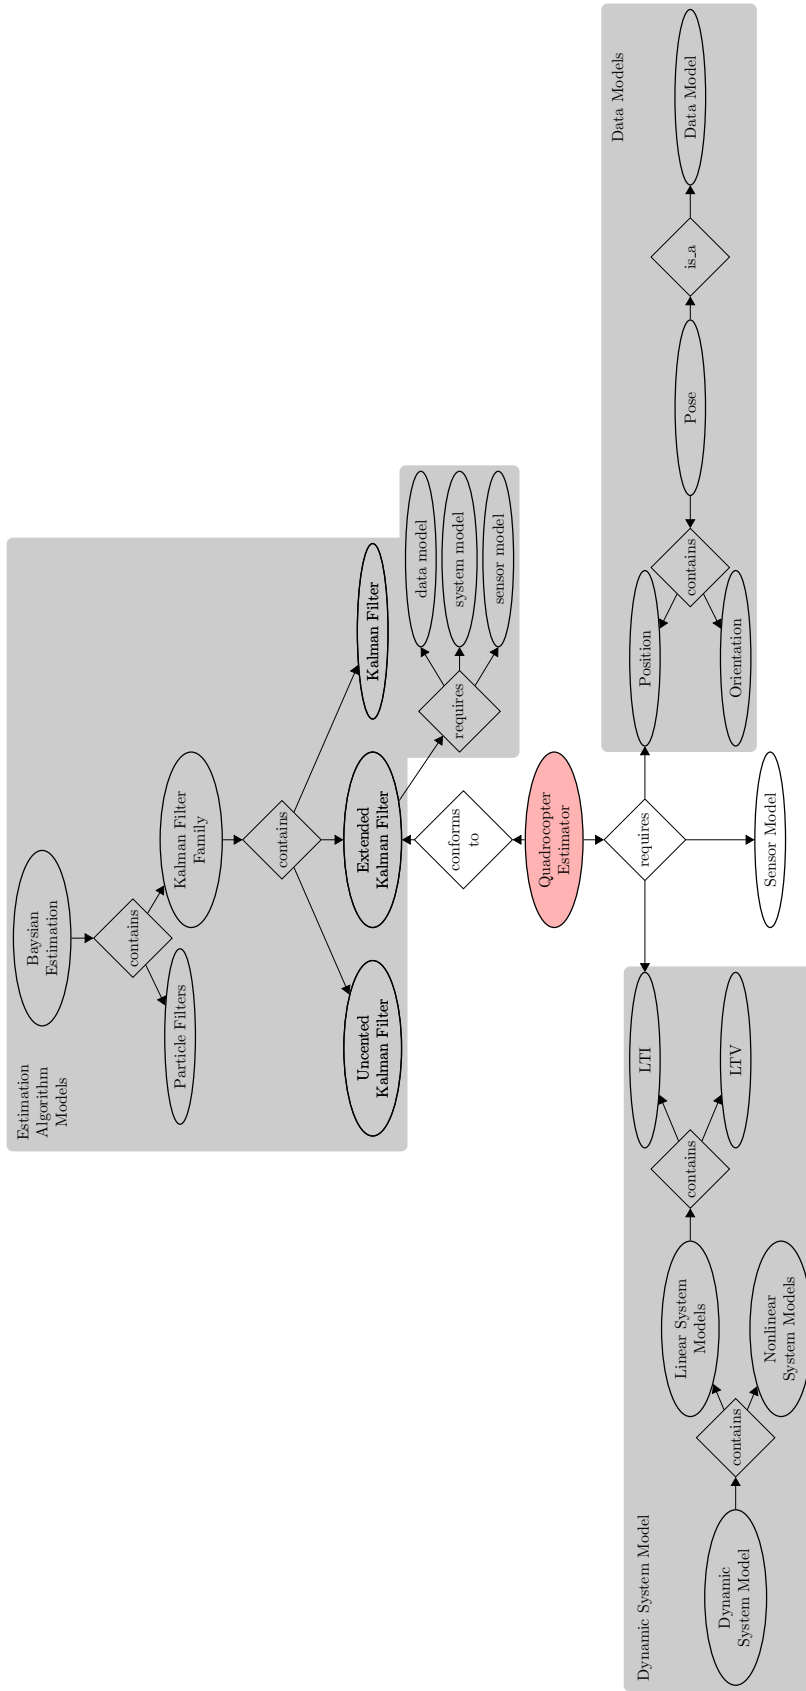 Estimation
Algorithm
Models
Baysian
Estimation
contains
Particle Filters
Kalman Filter
Family
contains
Uncented
Kalman Filter
Extended
Kalman Filter
Kalman Filter
requires
data model
system model
sensor model
conforms
to
Quadrocopter
Estimator
requires
Dynamic System Model
Dynamic
System Model
contains
Linear System
Models
Nonlinear
System Models
contains
LTI
LTV
Sensor Model
Data Models
Position
Orientation
contains
Pose
is_a
Data Model